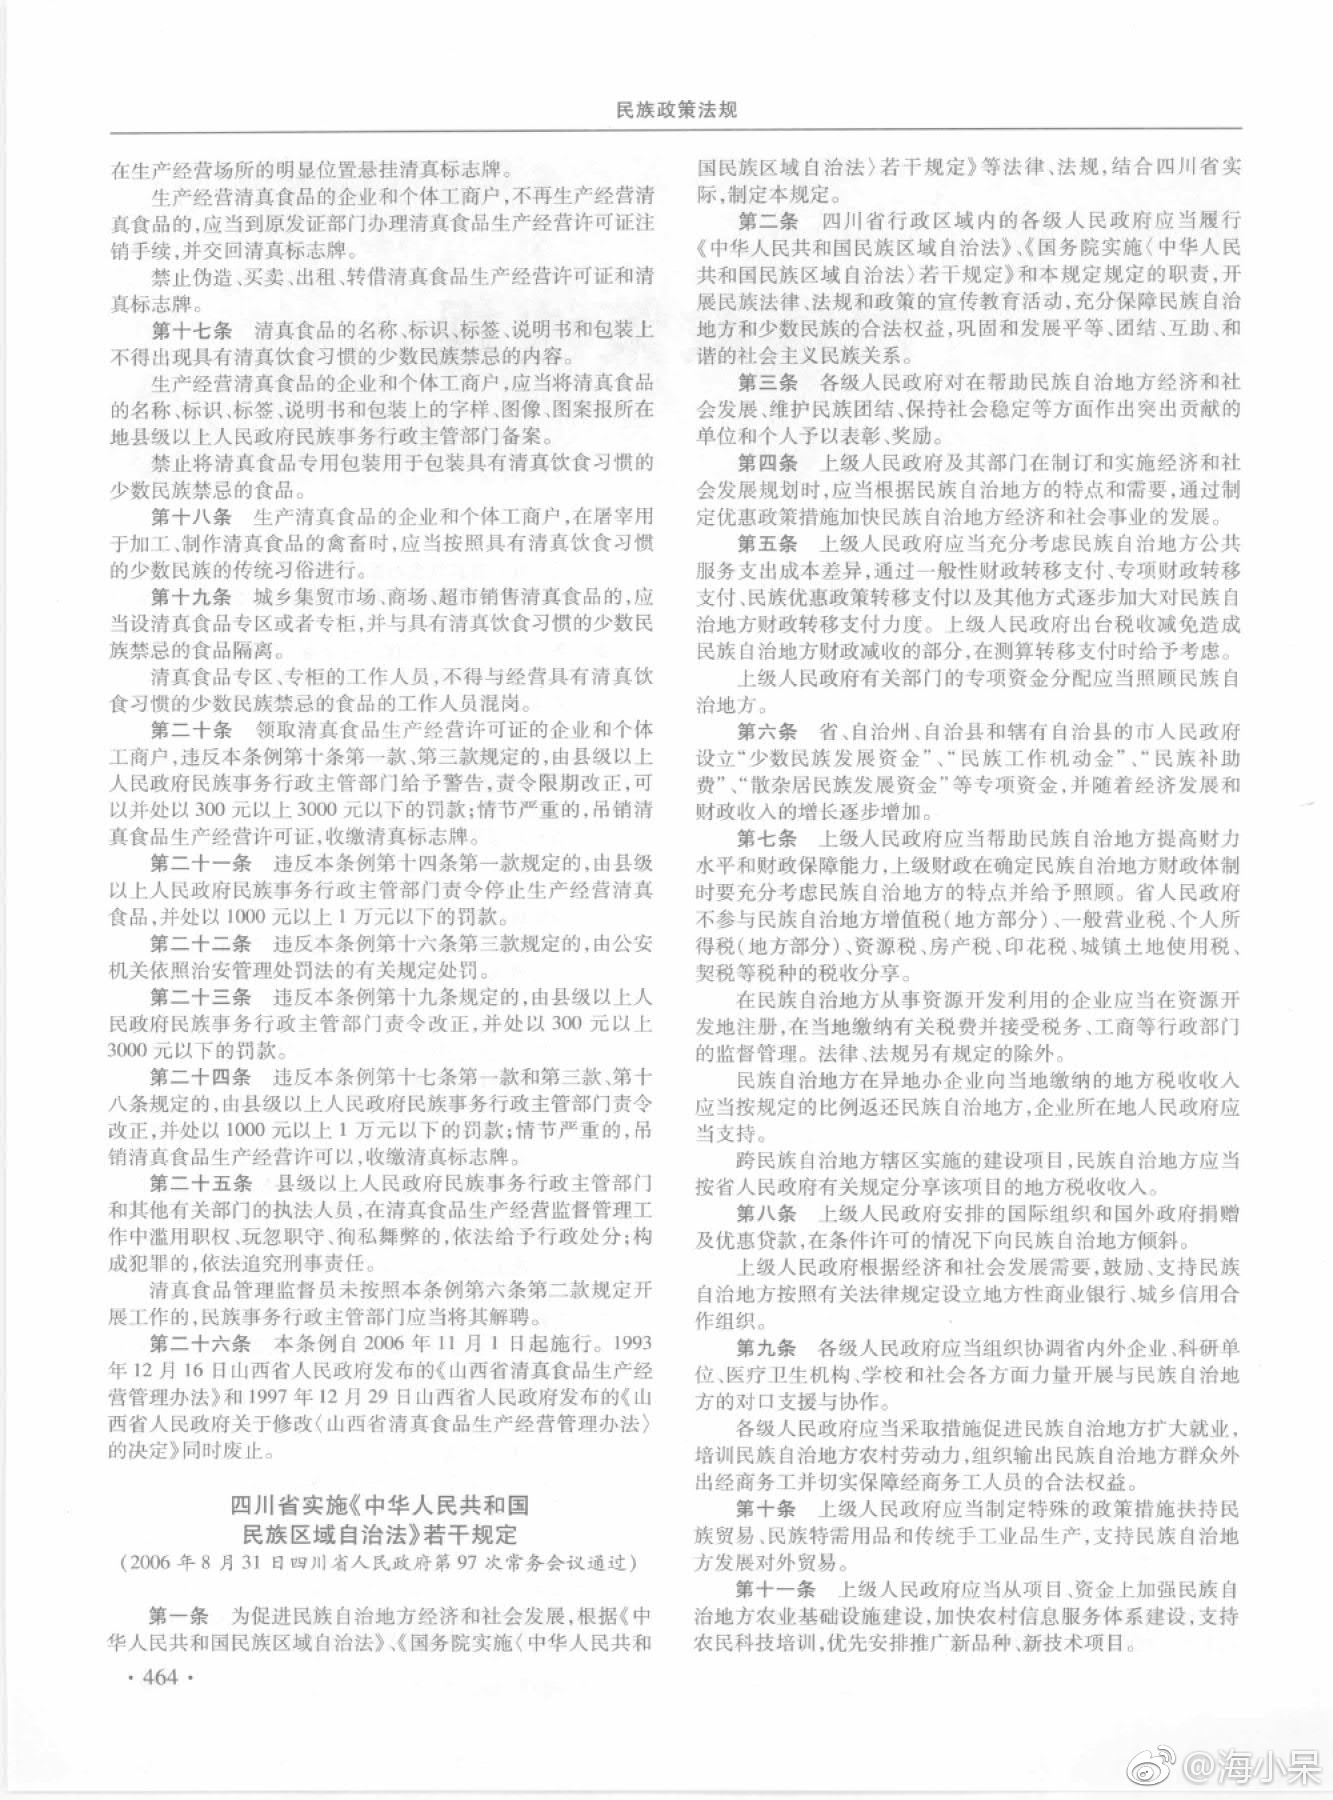 民族政策法规
在生产经营场所的明显位置悬挂清真标志牌。
生产经营清真食品的企业和个体工商户,不再生产经营清
真食品的,应当到原发证部门办理清真食品生产经营许可证注
销手续,并交回清真标志牌。
禁止伪造、买卖、出租、转借清真食品生产经营许可证和清
真标志牌。
第十七条　清真食品的名称、标识、标签、说明书和包装上
不得出现具有清真饮食习惯的少数民族禁忌的内容。
生产经营清真食品的企业和个体工商户,应当将清真食品
的名称、标识、标签、说明书和包装上的字样、图像、图案报所在
地县级以上人民政府民族事务行政主管部门备案。
禁止将清真食品专用包装用于包装具有清真饮食习惯的
少数民族禁忌的食品。
第十八条　生产清真食品的企业和个体工商户,在屠宰用
于加工、制作清真食品的禽畜时,应当按照具有清真饮食习惯
的少数民族的传统习俗进行。
第十九条　城乡集贸市场、商场、超市销售清真食品的,应
当设清真食品专区或者专柜,并与具有清真饮食习惯的少数民
族禁忌的食品隔离。
清真食品专区、专柜的工作人员,不得与经营具有清真饮
食习惯的少数民族禁忌的食品的工作人员混岗。
第二十条　领取清真食品生产经营许可证的企业和个体
工商户,违反本条例第十条第一款、第三款规定的,由县级以上
人民政府民族事务行政主管部门给予警告,责令限期改正,可
以并处以 300 元以上 3000 元以下的罚款;情节严重的,吊销清
真食品生产经营许可证,收缴清真标志牌。
第二十一条　违反本条例第十四条第一款规定的,由县级
以上人民政府民族事务行政主管部门责令停止生产经营清真
食品,并处以 1000 元以上 1 万元以下的罚款。
第二十二条　违反本条例第十六条第三款规定的,由公安
机关依照治安管理处罚法的有关规定处罚。
第二十三条　违反本条例第十九条规定的,由县级以上人
民政府民族事务行政主管部门责令改正,并处以 300 元以上
3000 元以下的罚款。
第二十四条　违反本条例第十七条第一款和第三款、第十
八条规定的,由县级以上人民政府民族事务行政主管部门责令
改正,并处以 1000 元以上 1 万元以下的罚款;情节严重的,吊
销清真食品生产经营许可以,收缴清真标志牌。
第二十五条　县级以上人民政府民族事务行政主管部门
和其他有关部门的执法人员,在清真食品生产经营监督管理工
作中滥用职权、玩忽职守、徇私舞弊的,依法给予行政处分;构
成犯罪的,依法追究刑事责任。
清真食品管理监督员未按照本条例第六条第二款规定开
展工作的,民族事务行政主管部门应当将其解聘。
第二十六条　本条例自 2006 年 11 月 1 日起施行。1993
年 12 月 16 日山西省人民政府发布的《山西省清真食品生产经
营管理办法》和 1997 年 12 月 29 日山西省人民政府发布的《山
西省人民政府关于修改〈山西省清真食品生产经营管理办法〉
的决定》同时废止。
四川省实施《中华人民共和国
民族区域自治法》若干规定
(2006 年 8 月 31 日四川省人民政府第 97 次常务会议通过)
第一条　为促进民族自治地方经济和社会发展,根据《中
华人民共和国民族区域自治法》、《国务院实施〈中华人民共和
国民族区域自治法〉若干规定》等法律、法规,结合四川省实
际,制定本规定。
第二条　四川省行政区域内的各级人民政府应当履行
《中华人民共和国民族区域自治法》、《国务院实施〈中华人民
共和国民族区域自治法〉若干规定》和本规定规定的职责,开
展民族法律、法规和政策的宣传教育活动,充分保障民族自治
地方和少数民族的合法权益,巩固和发展平等、团结、互助、和
谐的社会主义民族关系。
第三条　各级人民政府对在帮助民族自治地方经济和社
会发展、维护民族团结、保持社会稳定等方面作出突出贡献的
单位和个人予以表彰、奖励。
第四条　上级人民政府及其部门在制订和实施经济和社
会发展规划时,应当根据民族自治地方的特点和需要,通过制
定优惠政策措施加快民族自治地方经济和社会事业的发展。
第五条　上级人民政府应当充分考虑民族自治地方公共
服务支出成本差异,通过一般性财政转移支付、专项财政转移
支付、民族优惠政策转移支付以及其他方式逐步加大对民族自
治地方财政转移支付力度。上级人民政府出台税收减免造成
民族自治地方财政减收的部分,在测算转移支付时给予考虑。
上级人民政府有关部门的专项资金分配应当照顾民族自
治地方。
第六条　省、自治州、自治县和辖有自治县的市人民政府
设立“少数民族发展资金”、“民族工作机动金”、“民族补助
费”、“散杂居民族发展资金”等专项资金,并随着经济发展和
财政收入的增长逐步增加。
第七条　上级人民政府应当帮助民族自治地方提高财力
水平和财政保障能力,上级财政在确定民族自治地方财政体制
时要充分考虑民族自治地方的特点并给予照顾。省人民政府
不参与民族自治地方增值税(地方部分)、一般营业税、个人所
得税(地方部分)、资源税、房产税、印花税、城镇土地使用税、
契税等税种的税收分享。
在民族自治地方从事资源开发利用的企业应当在资源开
发地注册,在当地缴纳有关税费并接受税务、工商等行政部门
的监督管理。法律、法规另有规定的除外。
民族自治地方在异地办企业向当地缴纳的地方税收收入
应当按规定的比例返还民族自治地方,企业所在地人民政府应
当支持。
跨民族自治地方辖区实施的建设项目,民族自治地方应当
按省人民政府有关规定分享该项目的地方税收收入。
第八条　上级人民政府安排的国际组织和国外政府捐赠
及优惠贷款,在条件许可的情况下向民族自治地方倾斜。
上级人民政府根据经济和社会发展需要,鼓励、支持民族
自治地方按照有关法律规定设立地方性商业银行、城乡信用合
作组织。
第九条　各级人民政府应当组织协调省内外企业、科研单
位、医疗卫生机构、学校和社会各方面力量开展与民族自治地
方的对口支援与协作。
各级人民政府应当采取措施促进民族自治地方扩大就业,
培训民族自治地方农村劳动力,组织输出民族自治地方群众外
出经商务工并切实保障经商务工人员的合法权益。
第十条　上级人民政府应当制定特殊的政策措施扶持民
族贸易、民族特需用品和传统手工业品生产,支持民族自治地
方发展对外贸易。
第十一条　上级人民政府应当从项目、资金上加强民族自
治地方农业基础设施建设,加快农村信息服务体系建设,支持
农民科技培训,优先安排推广新品种、新技术项目。
· 464 ·
@海小呆